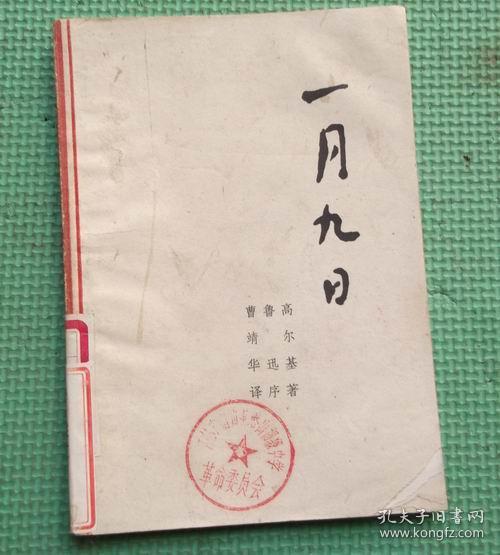 一月九日
高尔基著
鲁迅序
曹靖华译
革命委员会
孔夫子旧书网
www.kongfz.com